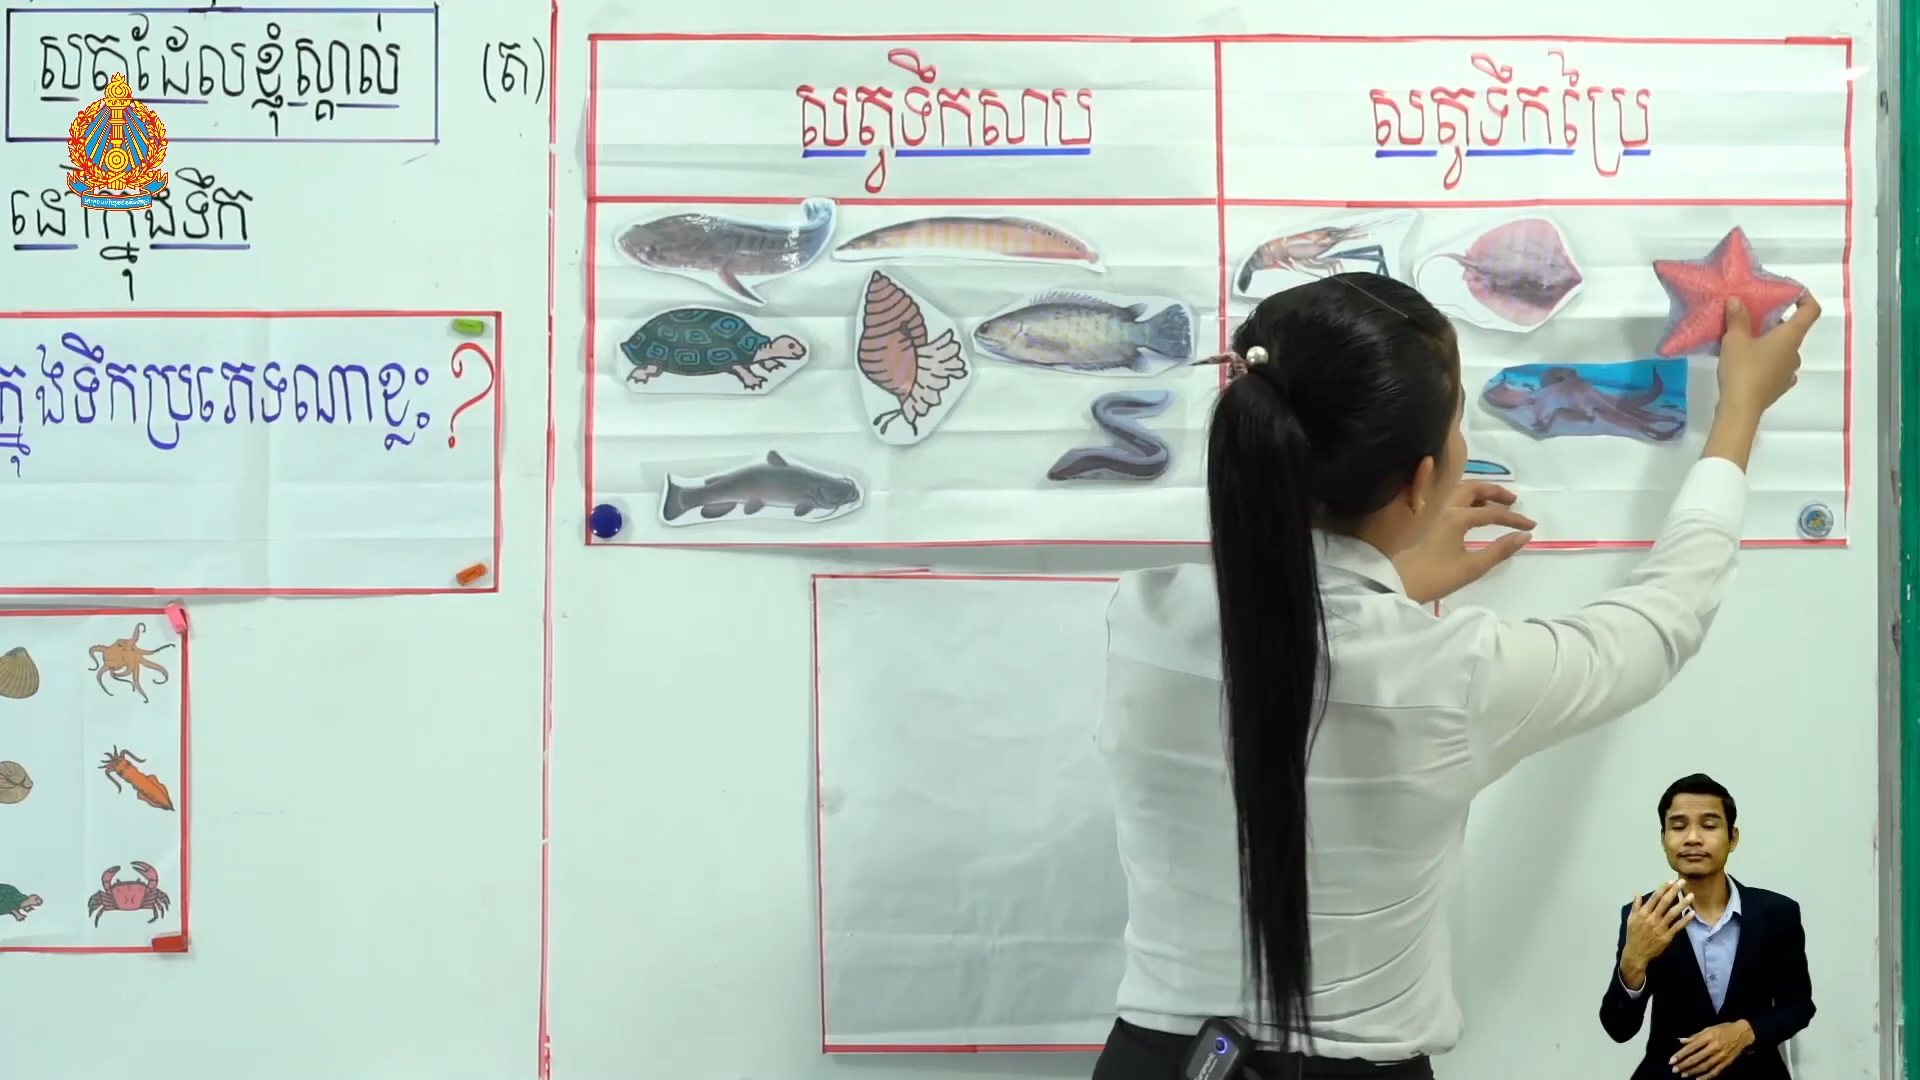 សត្វដែលខ្ញុំស្គាល់ (ត)
នៅក្នុងទឹក
ក្នុងទឹកប្រភេទណាខ្លះ?
សត្វទឹកសាប
សត្វទឹកប្រៃ